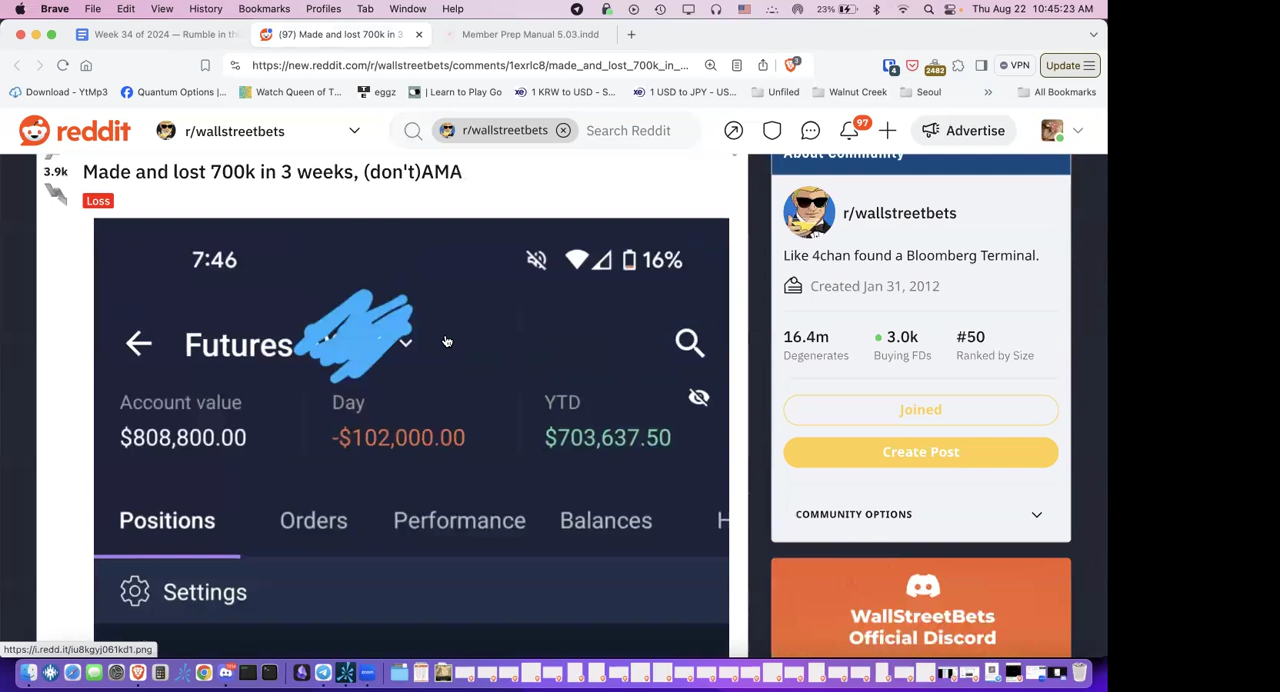 Brave File Edit View History Bookmarks Profiles Tab Window Help 23% Thu Aug 22 10:45:23 AM
Week 34 of 2024 — Rumble in th (97) Made and lost 700k in 3 Member Prep Manual 5.03.indd
https://new.reddit.com/r/wallstreetbets/comments/1exrlc8/made_and_lost_700k_in_... 4 2482 VPN Update
Download - YtMp3 Quantum Options |... Watch Queen of T... eggz | Learn to Play Go 1 KRW to USD - S... 1 USD to JPY - US... Unfiled Walnut Creek Seoul » All Bookmarks
reddit r/wallstreetbets r/wallstreetbets Search Reddit 97 Advertise
About Community
3.9k Made and lost 700k in 3 weeks, (don't)AMA
Loss
7:46 16%
Futures
Account value Day YTD
$808,800.00 -$102,000.00 $703,637.50
Positions Orders Performance Balances H
Settings
r/wallstreetbets
Like 4chan found a Bloomberg Terminal.
Created Jan 31, 2012
16.4m 3.0k #50
Degenerates Buying FDs Ranked by Size
Joined
Create Post
COMMUNITY OPTIONS
WALLSTREETBETS
Official Discord
https://i.redd.it/iu8kgyj061kd1.png